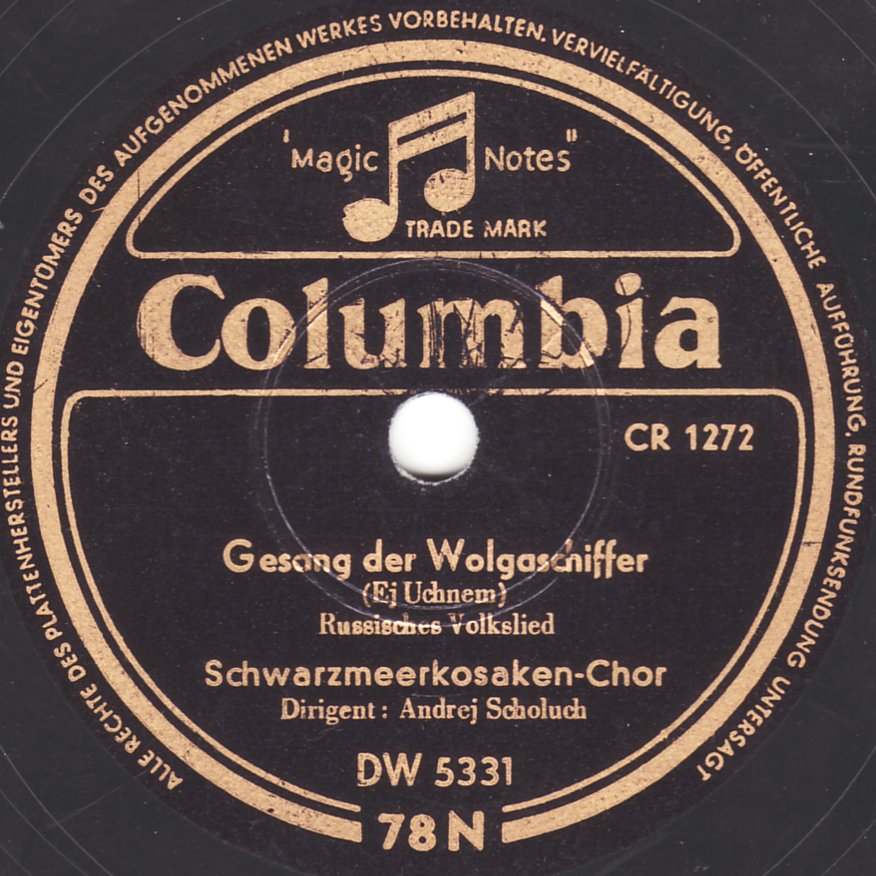 ALLE RECHTE DES PLATTENHERSTELLERS UND EIGENTÜMERS DES AUFGENOMMENEN WERKES VORBEHALTEN. VERVIELFÄLTIGUNG, ÖFFENTLICHE AUFFÜHRUNG, RUNDFUNKSENDUNG UNTERSAGT
'Magic Notes"
TRADE MARK
Columbia
CR 1272
Gesang der Wolgaschiffer
(Ej Uchnem)
Russisches Volkslied
Schwarzmeerkosaken-Chor
Dirigent: Andrej Scholuch
DW 5331
78 N